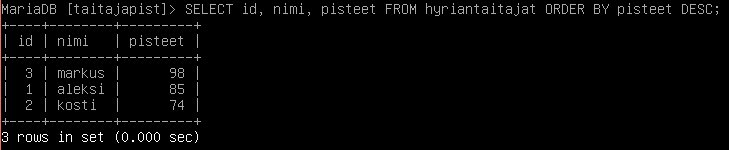 MariaDB [taitajapist]> SELECT id, nimi, pisteet FROM hyriantaitajat ORDER BY pisteet DESC;
+----+--------+---------+
| id | nimi   | pisteet |
+----+--------+---------+
|  3 | markus |      98 |
|  1 | aleksi |      85 |
|  2 | kosti  |      74 |
+----+--------+---------+
3 rows in set (0.000 sec)